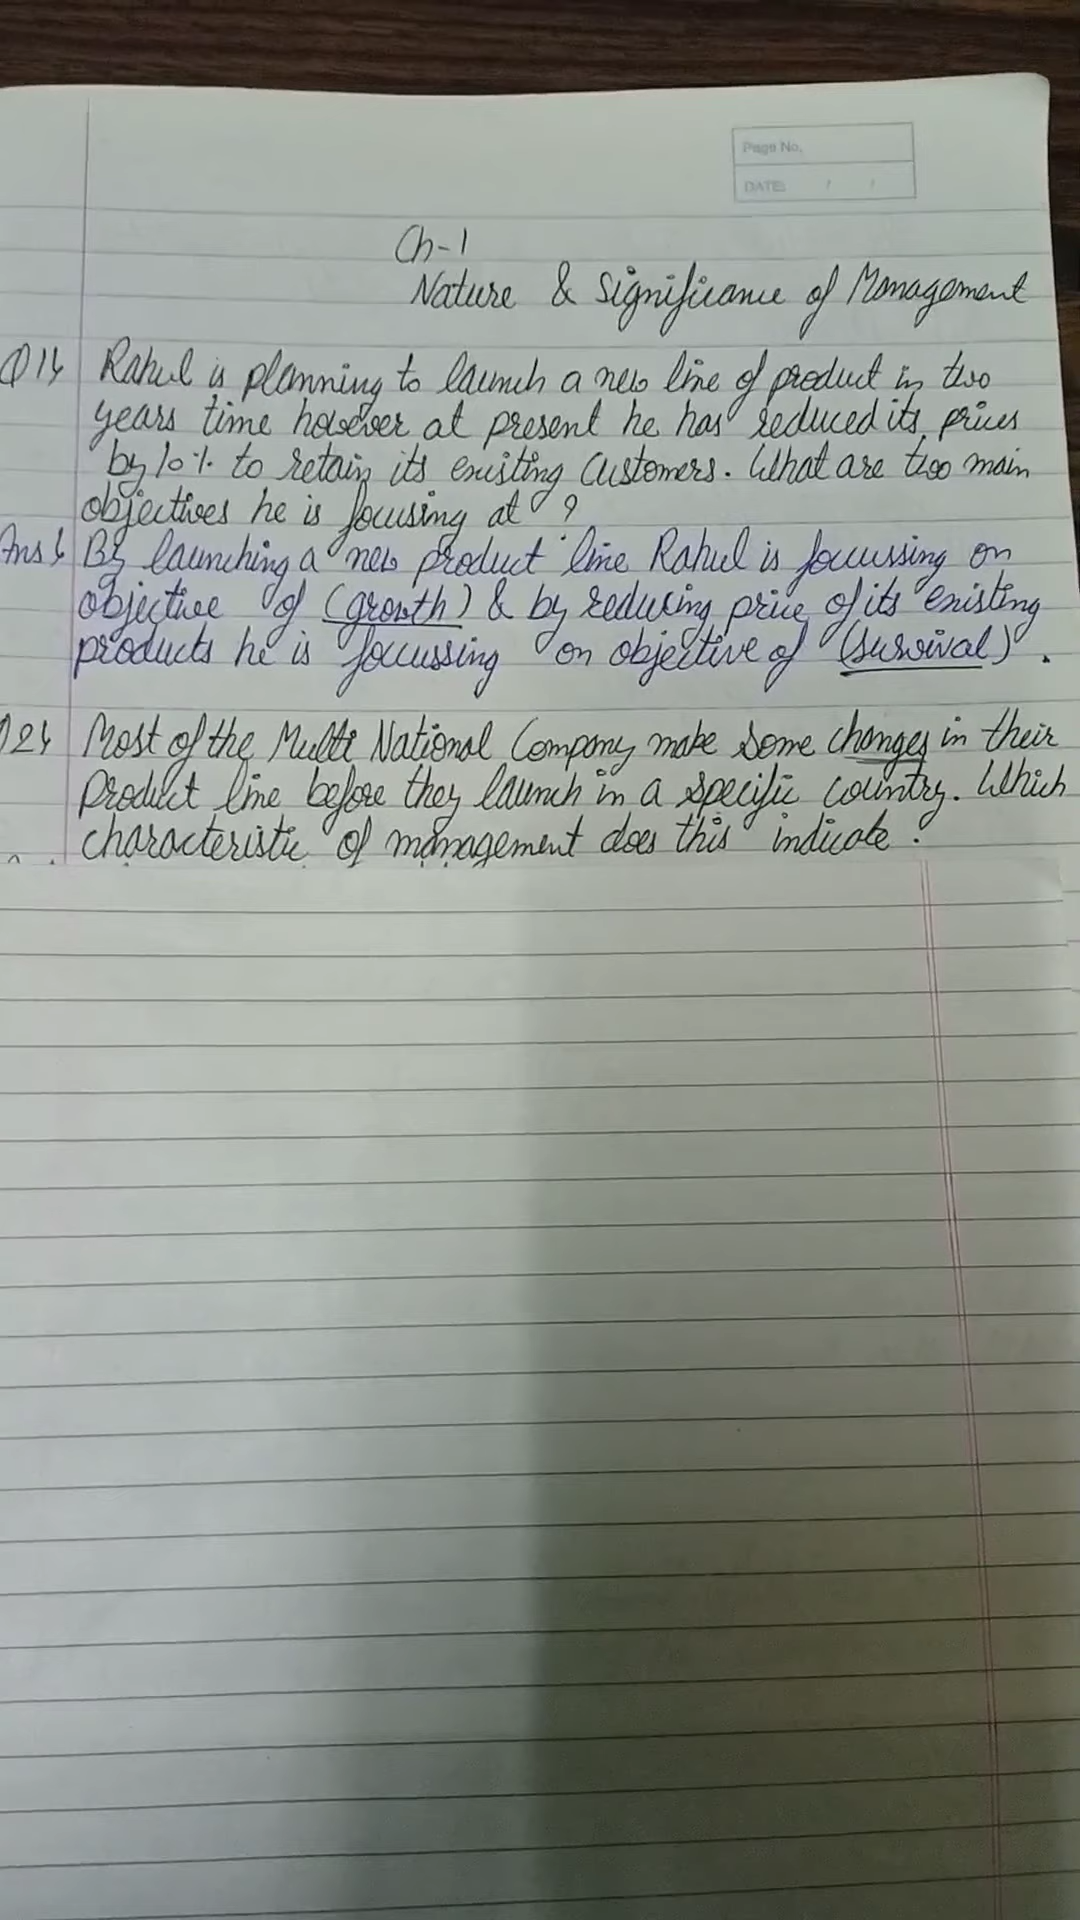 Page No.
DATE: / /
Ch-1
Nature & Significance of Management
Q1} Rahul is planning to launch a new line of product in two
years time however at present he has reduced its prices
by 10% to retain its existing Customers. What are two main
objectives he is focusing at ?
Ans} By launching a new product line Rahul is focussing on
objective of (growth) & by reducing price of its existing
products he is focussing on objective of (survival) .
Q2} Most of the Multi National Company make some changes in their
Product line before they launch in a specific country. Which
characteristic of management does this indicate ?